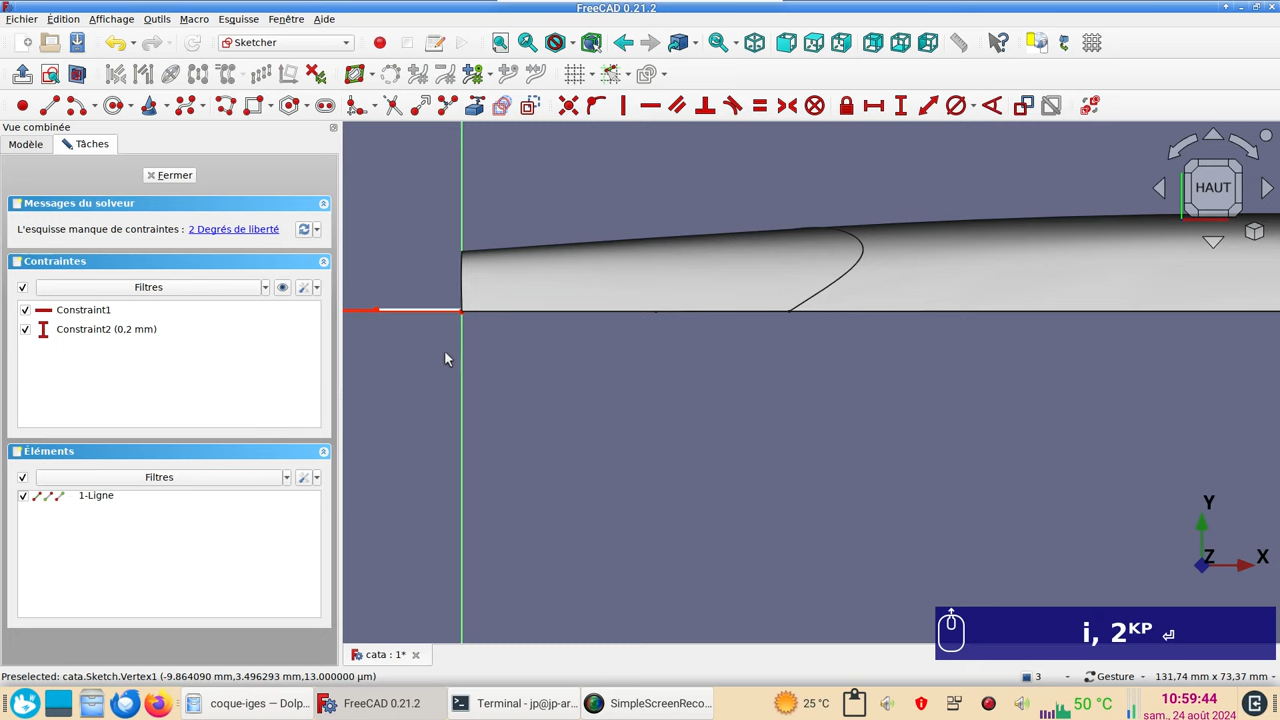 FreeCAD 0.21.2
Fichier Édition Affichage Outils Macro Esquisse Fenêtre Aide
Sketcher
Vue combinée
Modèle Tâches
Fermer
Messages du solveur
L'esquisse manque de contraintes : 2 Degrés de liberté
Contraintes
Filtres
Constraint1
Constraint2 (0,2 mm)
Éléments
Filtres
1-Ligne
HAUT
Y
Z X
i, 2ᴷᴾ ⏎
cata : 1*
Preselected: cata.Sketch.Vertex1 (-9.864090 mm,3.496293 mm,13.000000 µm)
3 Gesture 131,74 mm x 73,37 mm
coque-iges — Dolp... FreeCAD 0.21.2 Terminal - jp@jp-ar... SimpleScreenReco... 25 °C 50 °C
10:59:44
sam., 24 août 2024